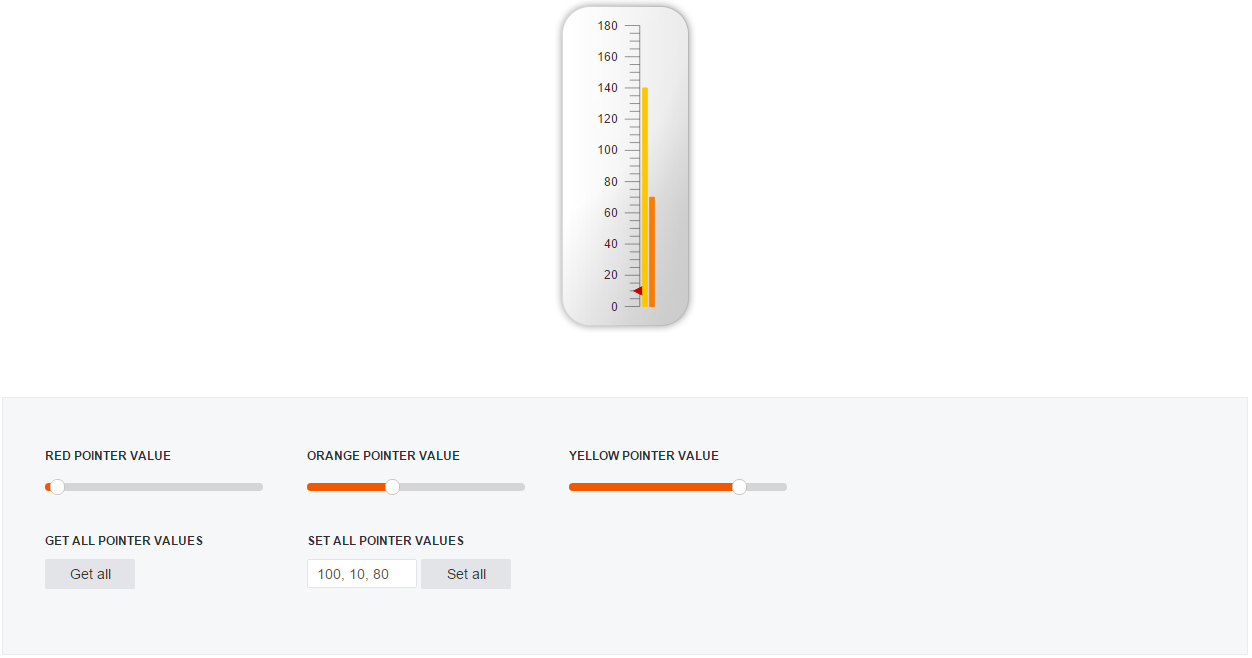 180
160
140
120
100
80
60
40
20
0
RED POINTER VALUE
ORANGE POINTER VALUE
YELLOW POINTER VALUE
GET ALL POINTER VALUES
SET ALL POINTER VALUES
Get all
100, 10, 80
Set all